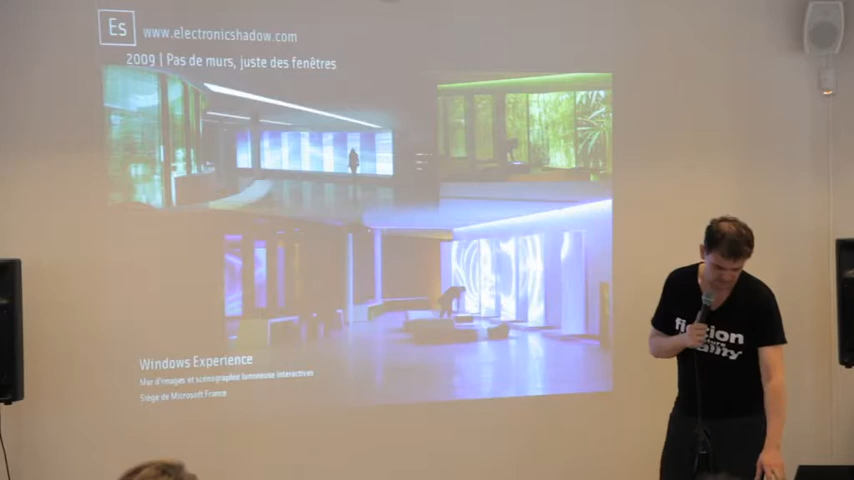 Es www.electronicshadow.com
2009 | Pas de murs, juste des fenêtres
Windows Experience
Mur d'images et scénographie lumineuse interactives
Siège de Microsoft France
fiction